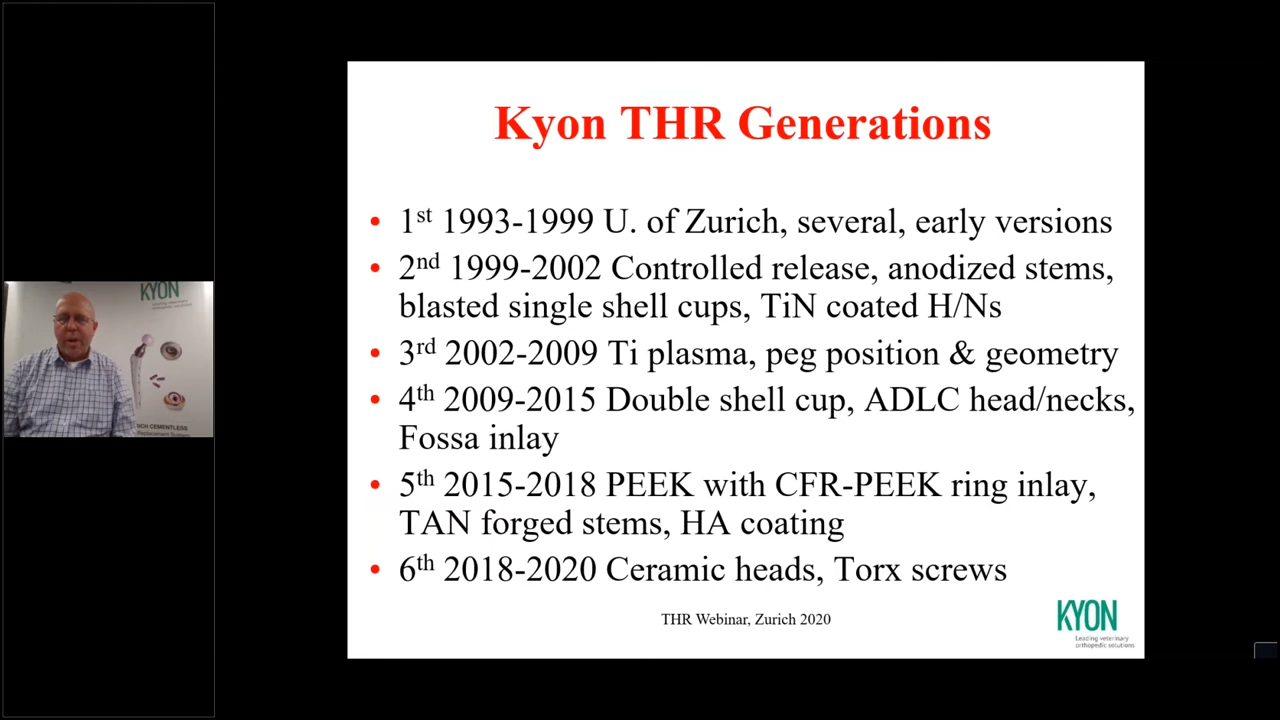 Kyon THR Generations
• 1st 1993-1999 U. of Zurich, several, early versions
• 2nd 1999-2002 Controlled release, anodized stems,
blasted single shell cups, TiN coated H/Ns
• 3rd 2002-2009 Ti plasma, peg position & geometry
• 4th 2009-2015 Double shell cup, ADLC head/necks,
Fossa inlay
• 5th 2015-2018 PEEK with CFR-PEEK ring inlay,
TAN forged stems, HA coating
• 6th 2018-2020 Ceramic heads, Torx screws
THR Webinar, Zurich 2020
KYON
Leading veterinary
orthopedic solutions
KYON
CEMENTLESS